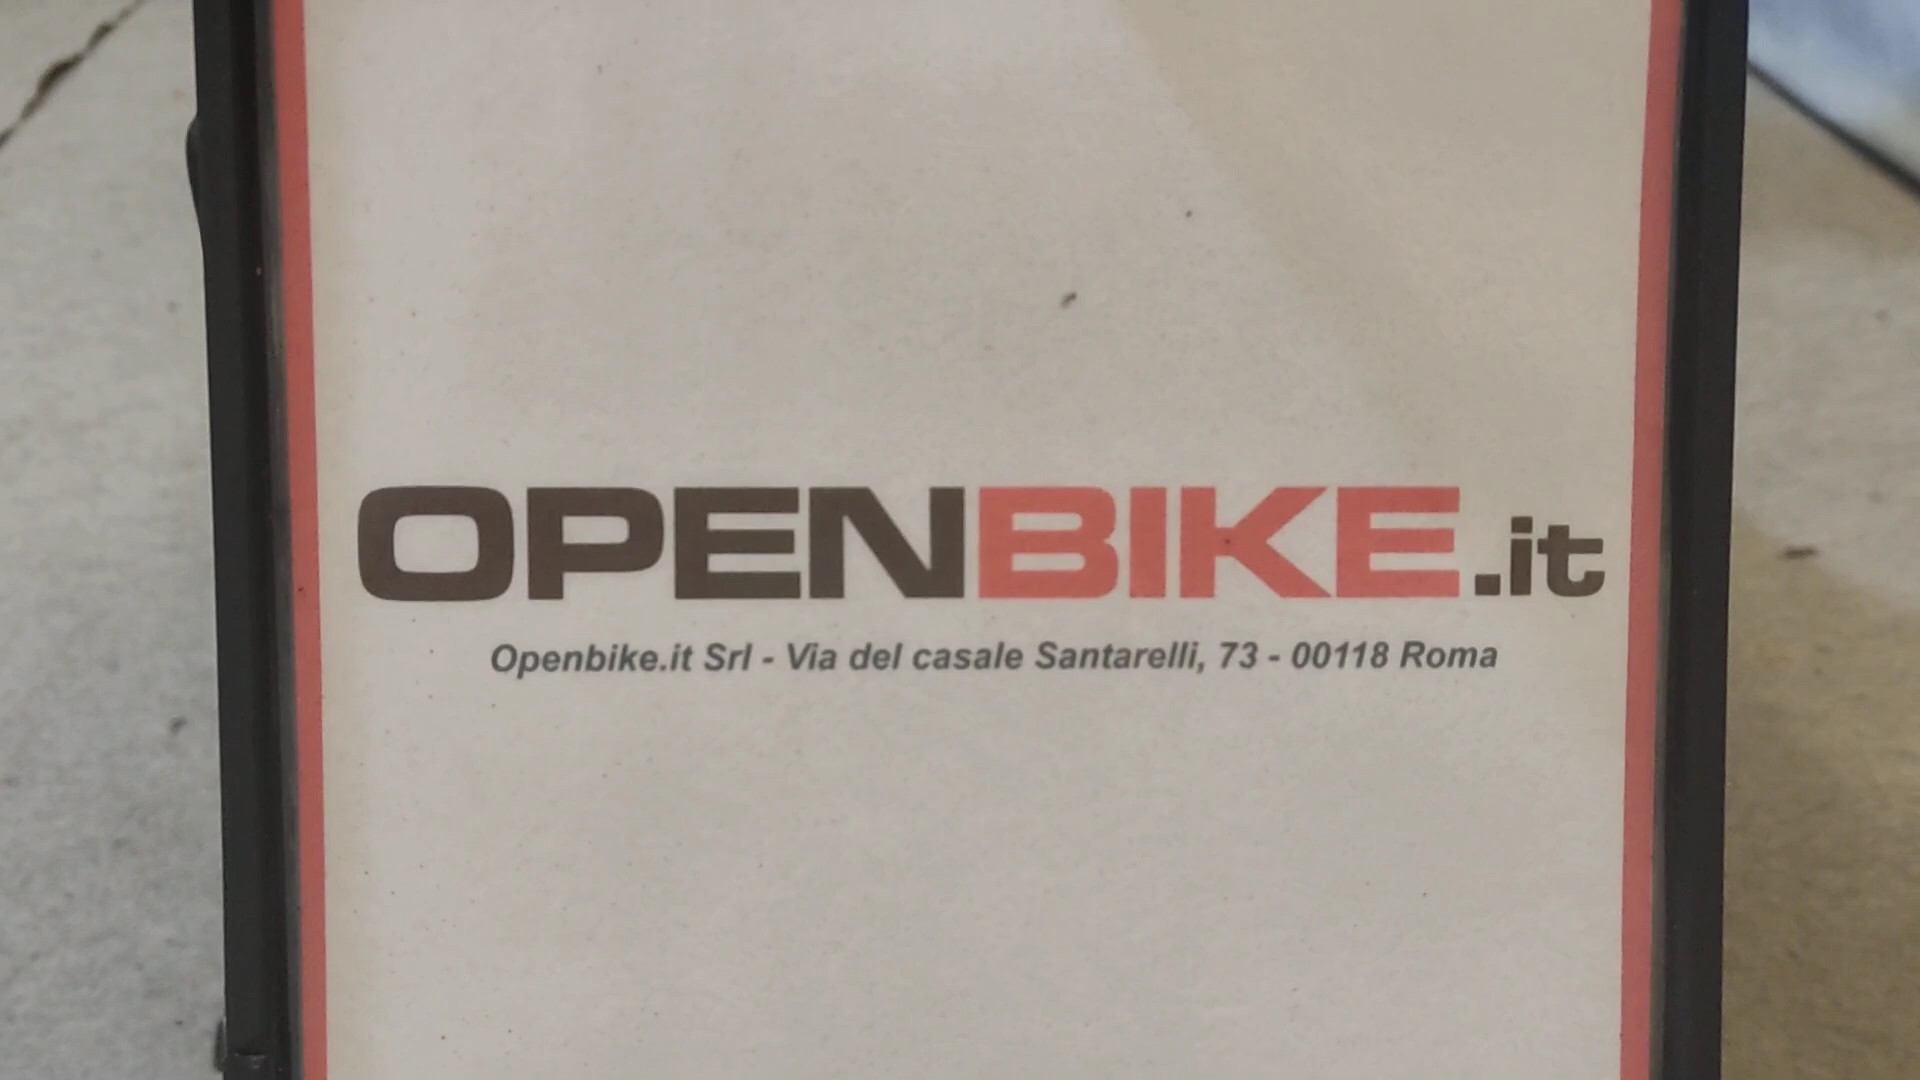 OPENBIKE.it
Openbike.it Srl - Via del casale Santarelli, 73 - 00118 Roma